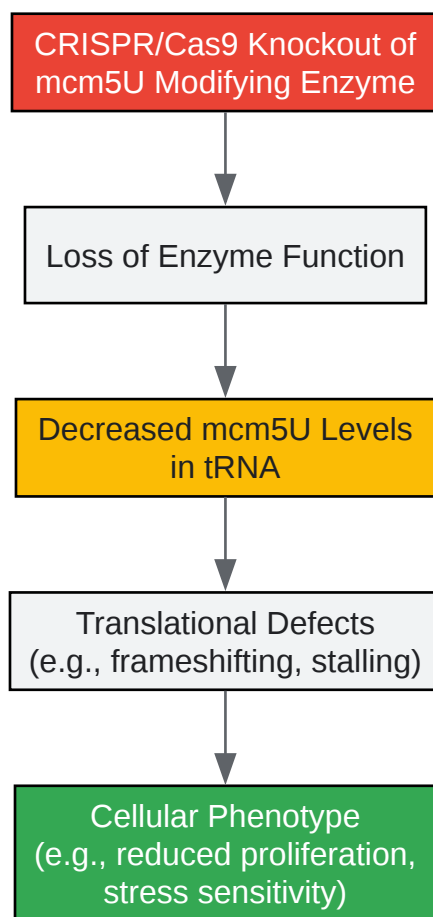 CRISPR/Cas9 Knockout of
mcm5U Modifying Enzyme
Loss of Enzyme Function
Decreased mcm5U Levels
in tRNA
Translational Defects
(e.g., frameshifting, stalling)
Cellular Phenotype
(e.g., reduced proliferation,
stress sensitivity)